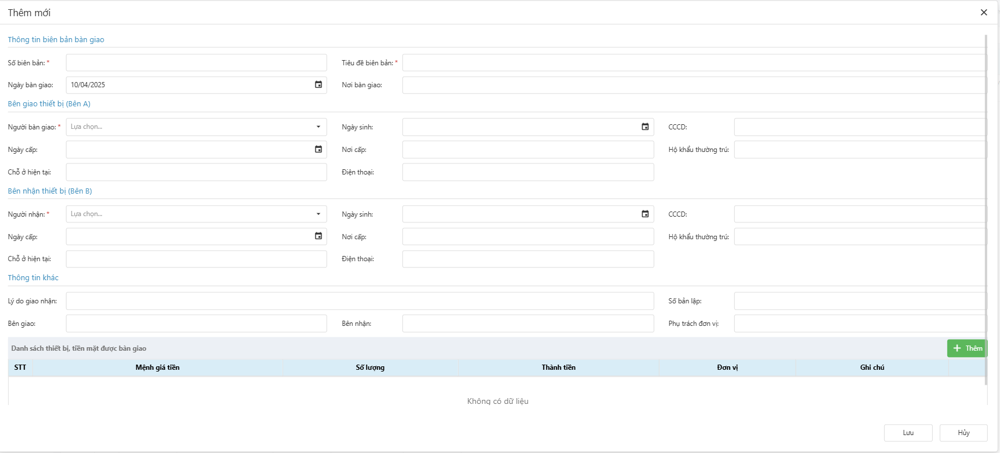 Thêm mới
Thông tin biên bản bàn giao
Số biên bản: * Tiêu đề biên bản: *
Ngày bàn giao: 10/04/2025 Nơi bàn giao:
Bên giao thiết bị (Bên A)
Người bàn giao: * Lựa chọn... Ngày sinh: CCCD:
Ngày cấp: Nơi cấp: Hộ khẩu thường trú:
Chỗ ở hiện tại: Điện thoại:
Bên nhận thiết bị (Bên B)
Người nhận: * Lựa chọn... Ngày sinh: CCCD:
Ngày cấp: Nơi cấp: Hộ khẩu thường trú:
Chỗ ở hiện tại: Điện thoại:
Thông tin khác
Lý do giao nhận: Số bản lập:
Bên giao: Bên nhận: Phụ trách đơn vị:
Danh sách thiết bị, tiền mặt được bàn giao Thêm
STT Mệnh giá tiền Số lượng Thành tiền Đơn vị Ghi chú
Không có dữ liệu
Lưu Hủy